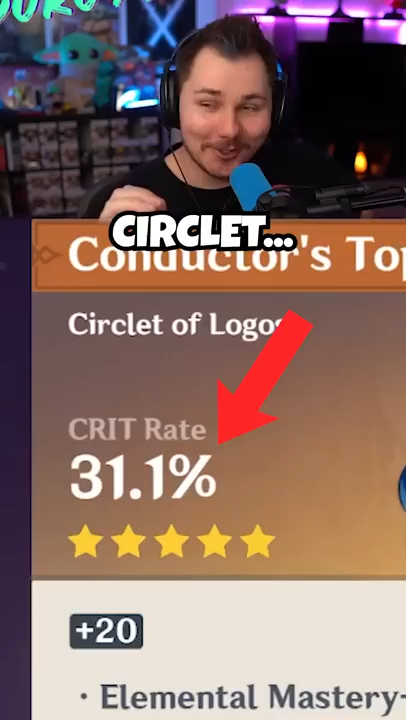 CIRCLET...
Conductor's Top
Circlet of Logos
CRIT Rate
31.1%
+20
· Elemental Mastery+